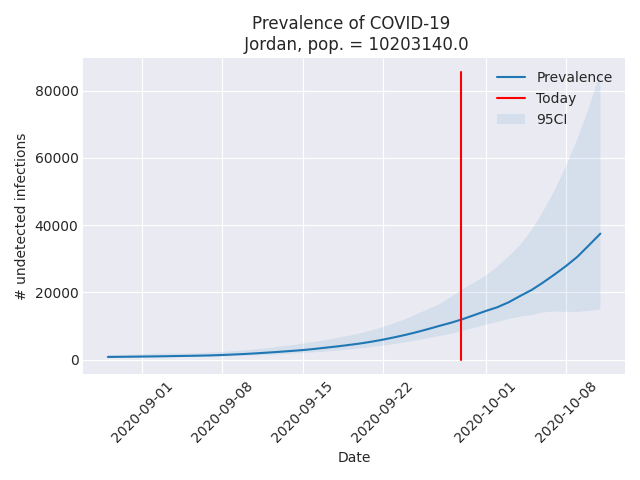 Prevalence of COVID-19
Jordan, pop. = 10203140.0
Prevalence
Today
95CI
# undetected infections
80000
60000
40000
20000
0
2020-09-01
2020-09-08
2020-09-15
2020-09-22
2020-10-01
2020-10-08
Date